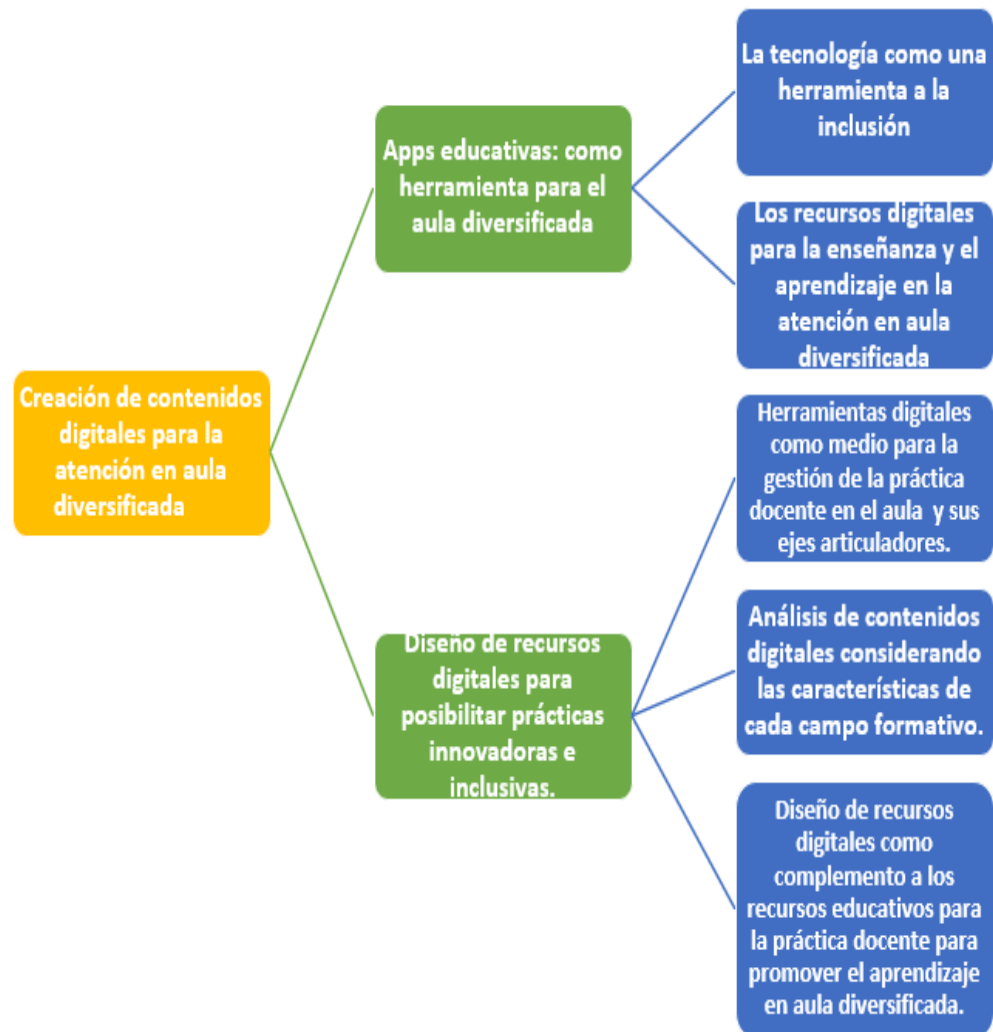 Creación de contenidos
digitales para la
atención en aula
diversificada
Apps educativas: como
herramienta para el
aula diversificada
La tecnología como una
herramienta a la
inclusión
Los recursos digitales
para la enseñanza y el
aprendizaje en la
atención en aula
diversificada
Diseño de recursos
digitales para
posibilitar prácticas
innovadoras e
inclusivas.
Herramientas digitales
como medio para la
gestión de la práctica
docente en el aula y sus
ejes articuladores.
Análisis de contenidos
digitales considerando
las características de
cada campo formativo.
Diseño de recursos
digitales como
complemento a los
recursos educativos para
la práctica docente para
promover el aprendizaje
en aula diversificada.